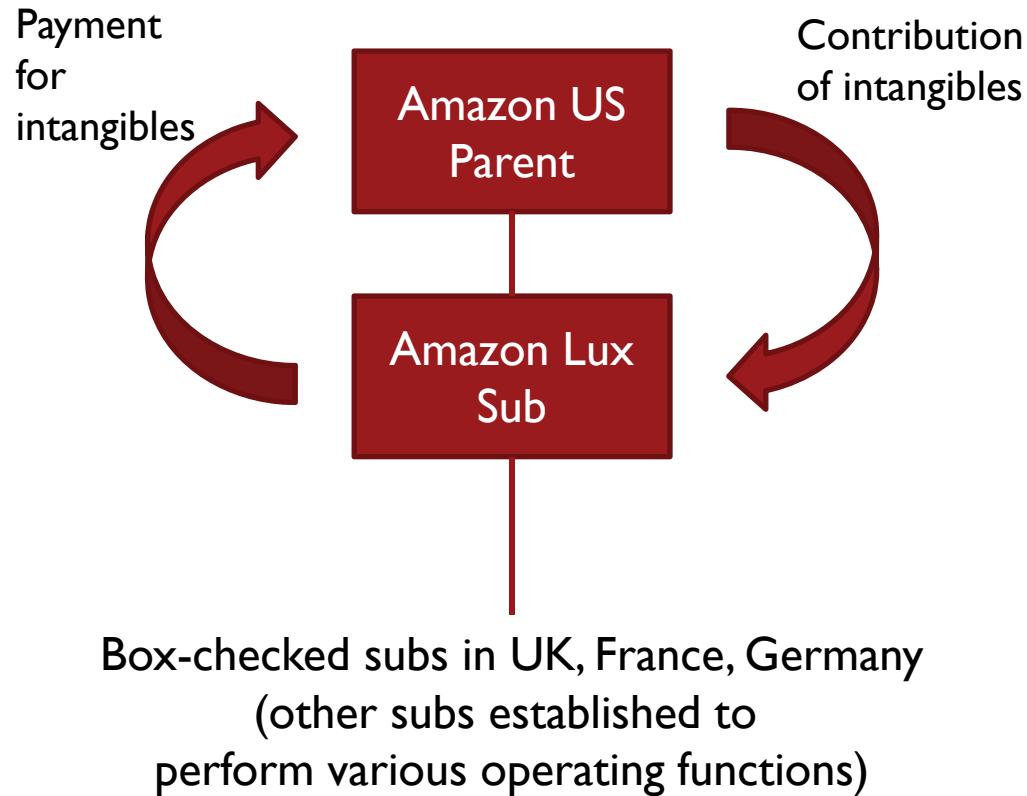 Payment
for
intangibles
Contribution
of intangibles
Amazon US
Parent
Amazon Lux
Sub
Box-checked subs in UK, France, Germany
(other subs established to
perform various operating functions)